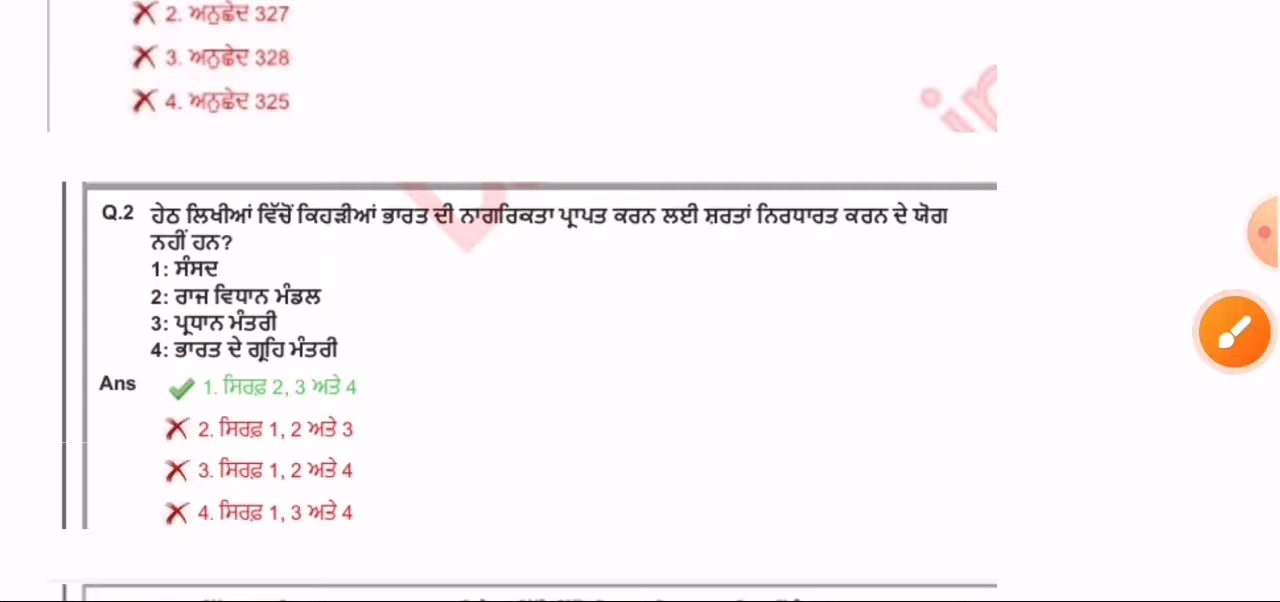 2. ਅਨੁਛੇਦ 327
3. ਅਨੁਛੇਦ 328
4. ਅਨੁਛੇਦ 325
Q.2 ਹੇਠ ਲਿਖੀਆਂ ਵਿੱਚੋਂ ਕਿਹੜੀਆਂ ਭਾਰਤ ਦੀ ਨਾਗਰਿਕਤਾ ਪ੍ਰਾਪਤ ਕਰਨ ਲਈ ਸ਼ਰਤਾਂ ਨਿਰਧਾਰਤ ਕਰਨ ਦੇ ਯੋਗ
ਨਹੀਂ ਹਨ?
1: ਸੰਸਦ
2: ਰਾਜ ਵਿਧਾਨ ਮੰਡਲ
3: ਪ੍ਰਧਾਨ ਮੰਤਰੀ
4: ਭਾਰਤ ਦੇ ਗ੍ਰਹਿ ਮੰਤਰੀ
Ans 1. ਸਿਰਫ਼ 2, 3 ਅਤੇ 4
2. ਸਿਰਫ਼ 1, 2 ਅਤੇ 3
3. ਸਿਰਫ਼ 1, 2 ਅਤੇ 4
4. ਸਿਰਫ਼ 1, 3 ਅਤੇ 4